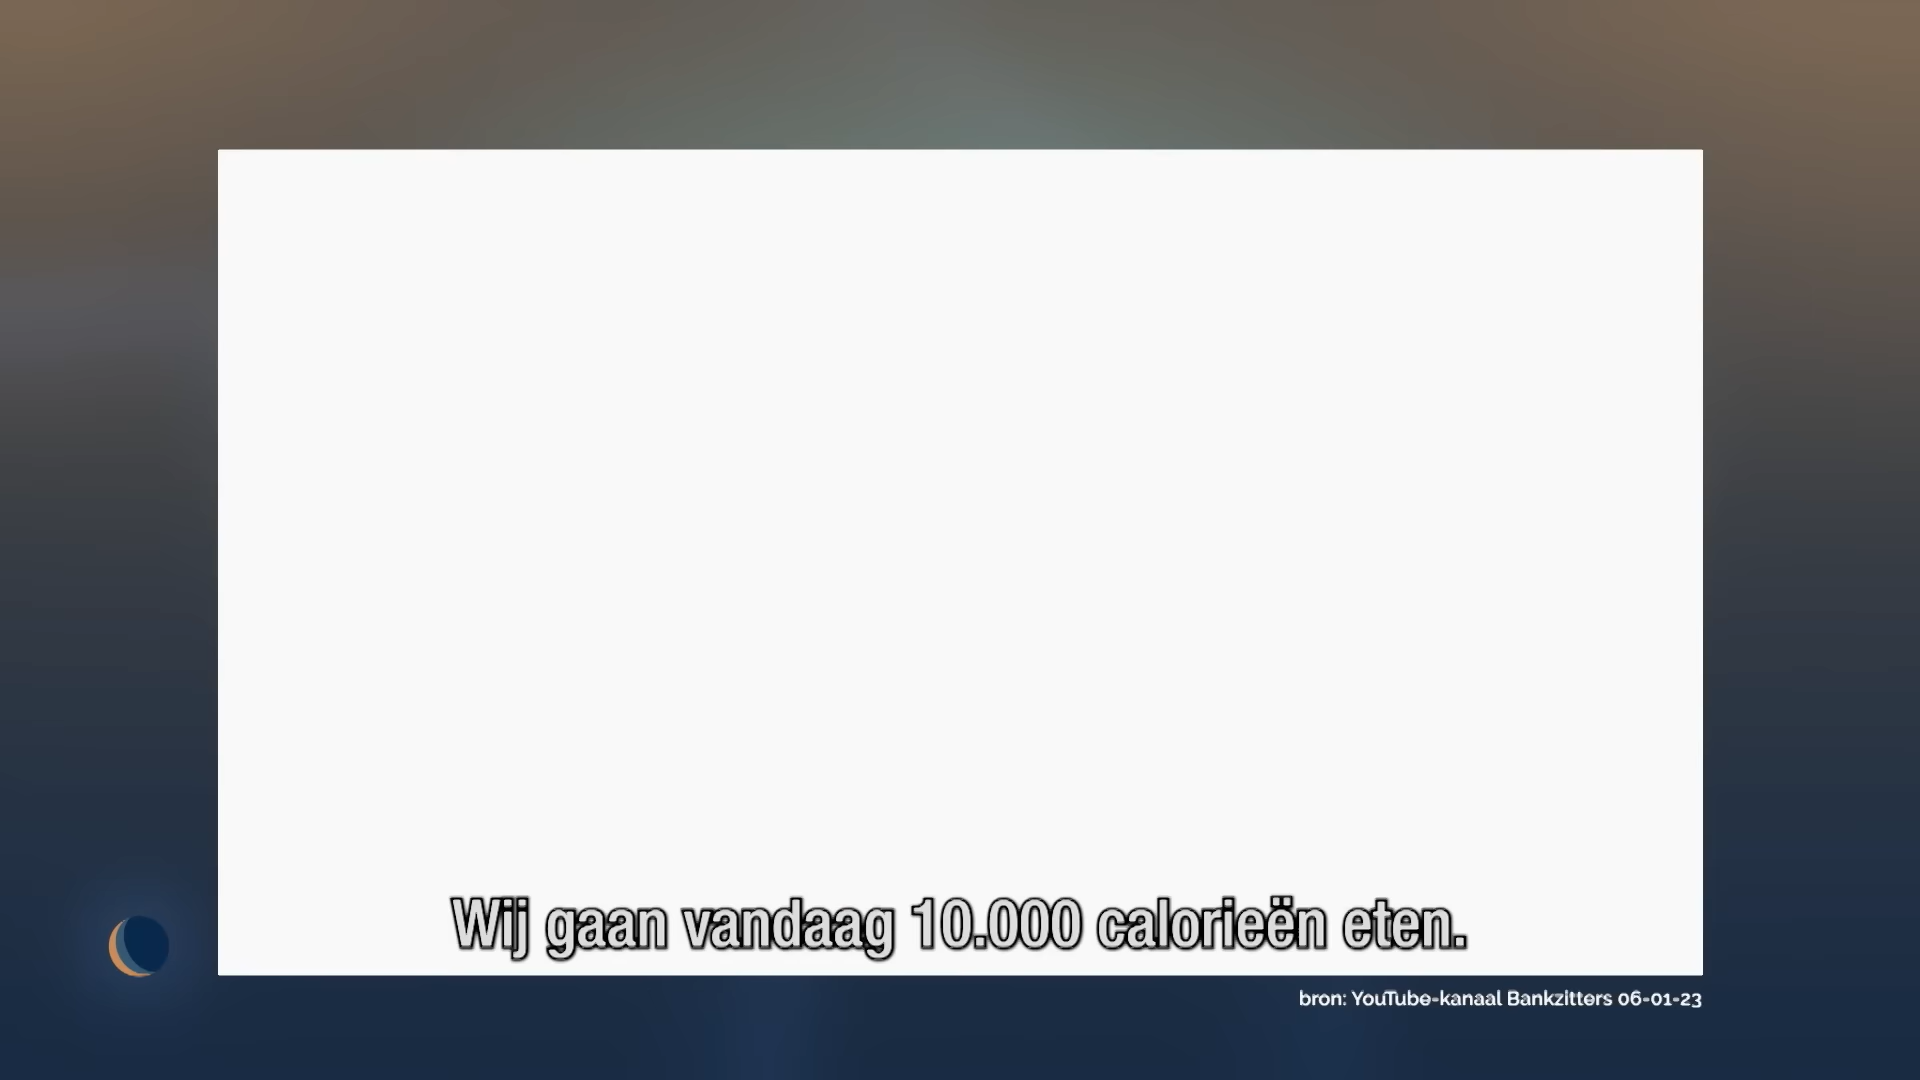 Wij gaan vandaag 10.000 calorieën eten.
bron: YouTube-kanaal Bankzitters 06-01-23